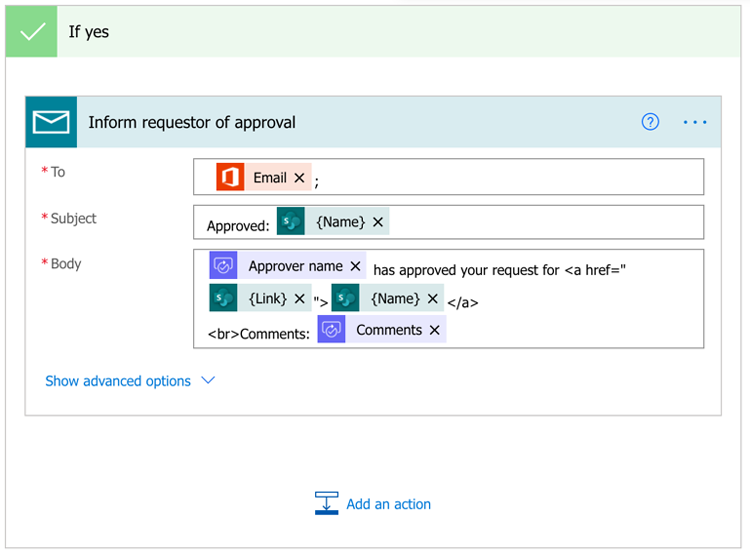 If yes
Inform requestor of approval
* To
Email × ;
* Subject
Approved: {Name} ×
* Body
Approver name × has approved your request for <a href="
{Link} × "> {Name} × </a>
<br>Comments: Comments ×
Show advanced options
Add an action